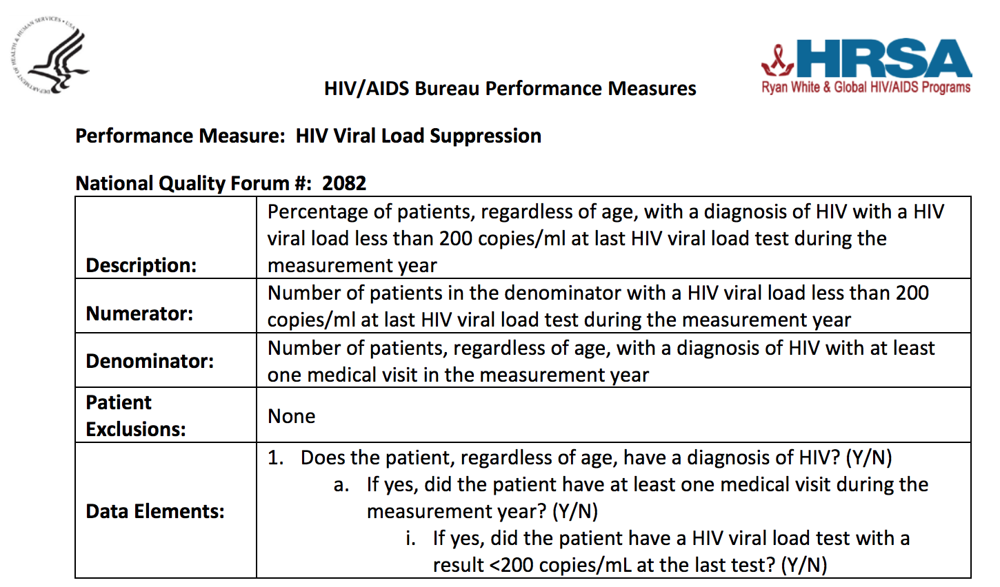 DEPARTMENT OF HEALTH & HUMAN SERVICES • USA
HRSA
Ryan White & Global HIV/AIDS Programs
HIV/AIDS Bureau Performance Measures
Performance Measure:  HIV Viral Load Suppression
National Quality Forum #:  2082
Description:
Percentage of patients, regardless of age, with a diagnosis of HIV with a HIV
viral load less than 200 copies/ml at last HIV viral load test during the
measurement year
Numerator:
Number of patients in the denominator with a HIV viral load less than 200
copies/ml at last HIV viral load test during the measurement year
Denominator:
Number of patients, regardless of age, with a diagnosis of HIV with at least
one medical visit in the measurement year
Patient
Exclusions:
None
Data Elements:
1. Does the patient, regardless of age, have a diagnosis of HIV? (Y/N)
a. If yes, did the patient have at least one medical visit during the
measurement year? (Y/N)
i. If yes, did the patient have a HIV viral load test with a
result <200 copies/mL at the last test? (Y/N)